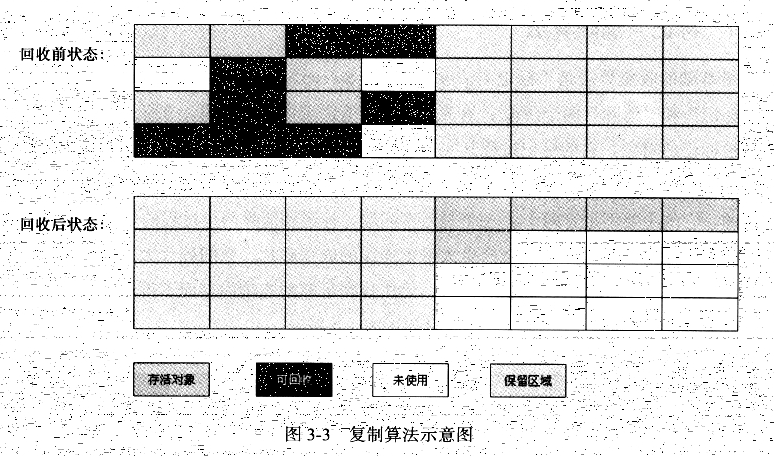 回收前状态:
回收后状态:
存活对象
可回收
未使用
保留区域
图 3-3 复制算法示意图